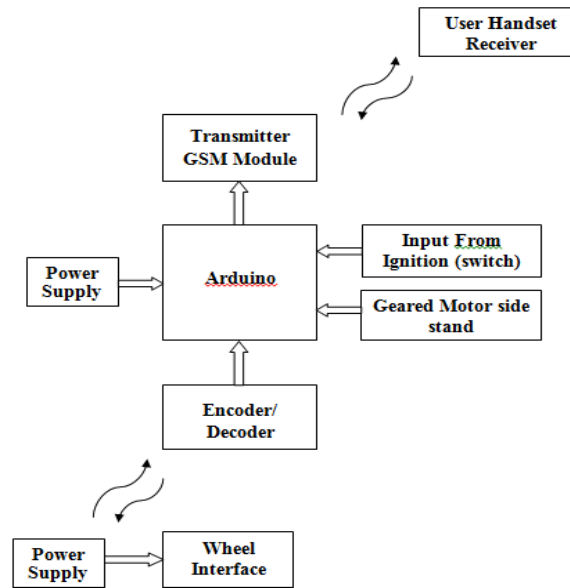 User Handset
Receiver
Transmitter
GSM Module
Power
Supply
Arduino
Input From
Ignition (switch)
Geared Motor side
stand
Encoder/
Decoder
Power
Supply
Wheel
Interface